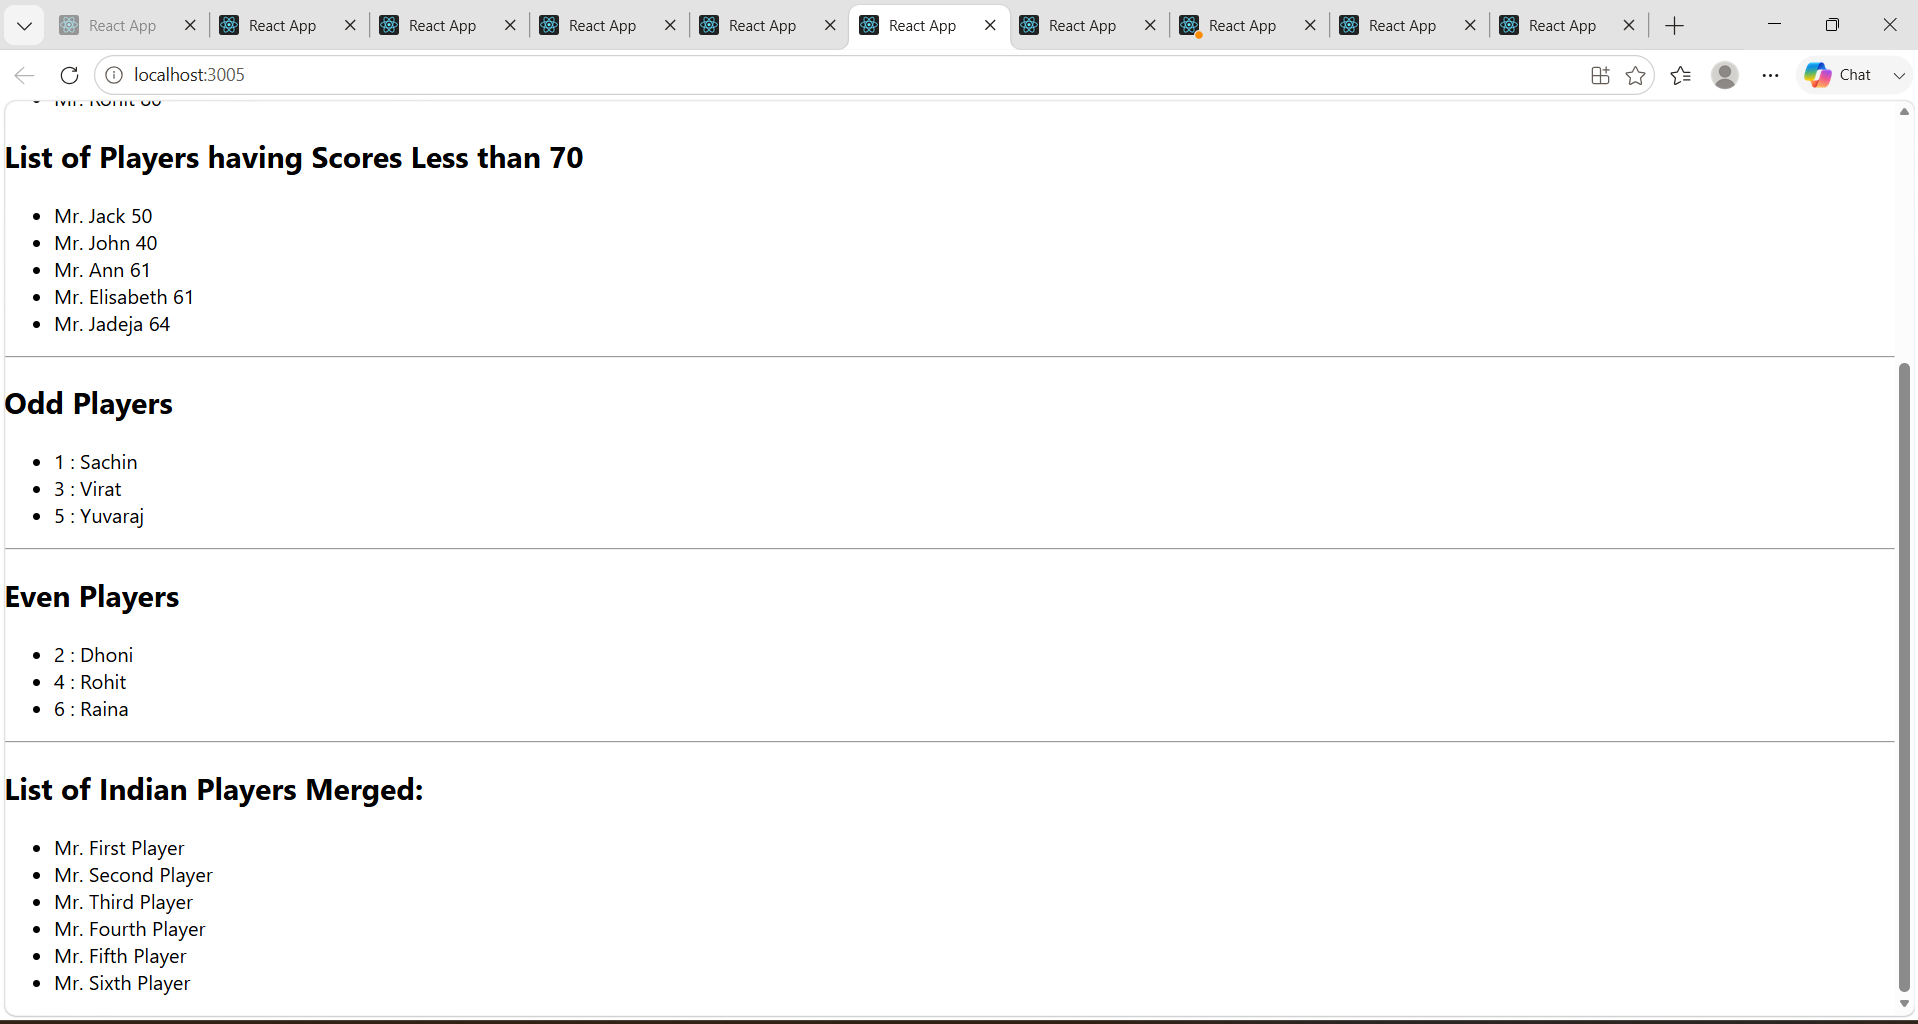 React App
React App
React App
React App
React App
React App
React App
React App
React App
React App
localhost:3005
Chat
Mr. Rohit 80
List of Players having Scores Less than 70
Mr. Jack 50
Mr. John 40
Mr. Ann 61
Mr. Elisabeth 61
Mr. Jadeja 64
Odd Players
1 : Sachin
3 : Virat
5 : Yuvaraj
Even Players
2 : Dhoni
4 : Rohit
6 : Raina
List of Indian Players Merged:
Mr. First Player
Mr. Second Player
Mr. Third Player
Mr. Fourth Player
Mr. Fifth Player
Mr. Sixth Player